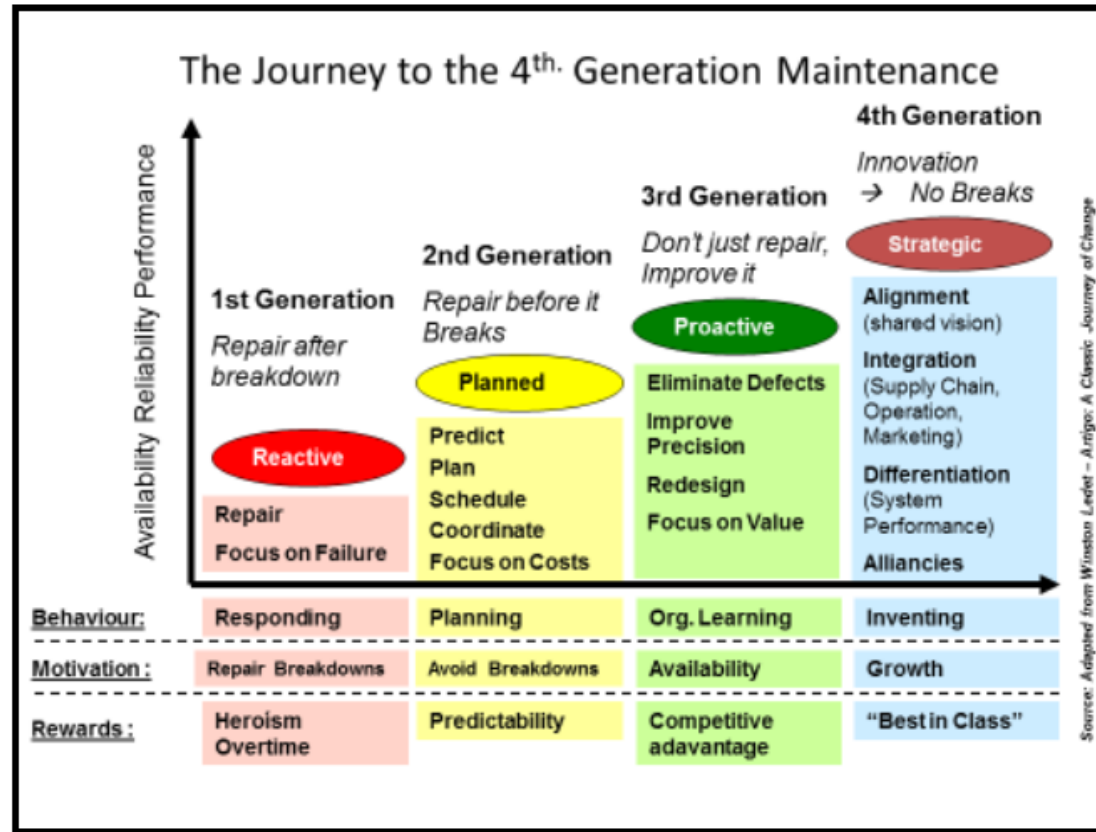 The Journey to the 4th. Generation Maintenance
Availability Reliability Performance
1st Generation
Repair after
breakdown
Reactive
Repair
Focus on Failure
2nd Generation
Repair before it
Breaks
Planned
Predict
Plan
Schedule
Coordinate
Focus on Costs
3rd Generation
Don't just repair,
Improve it
Proactive
Eliminate Defects
Improve
Precision
Redesign
Focus on Value
4th Generation
Innovation
→ No Breaks
Strategic
Alignment
(shared vision)
Integration
(Supply Chain,
Operation,
Marketing)
Differentiation
(System
Performance)
Alliancies
Behaviour: Responding Planning Org. Learning Inventing
Motivation : Repair Breakdowns Avoid Breakdowns Availability Growth
Rewards : Heroísm Predictability Competitive "Best in Class"
Overtime adavantage
Source: Adapted from Winston Ledet – Artigo: A Classic Journey of Change